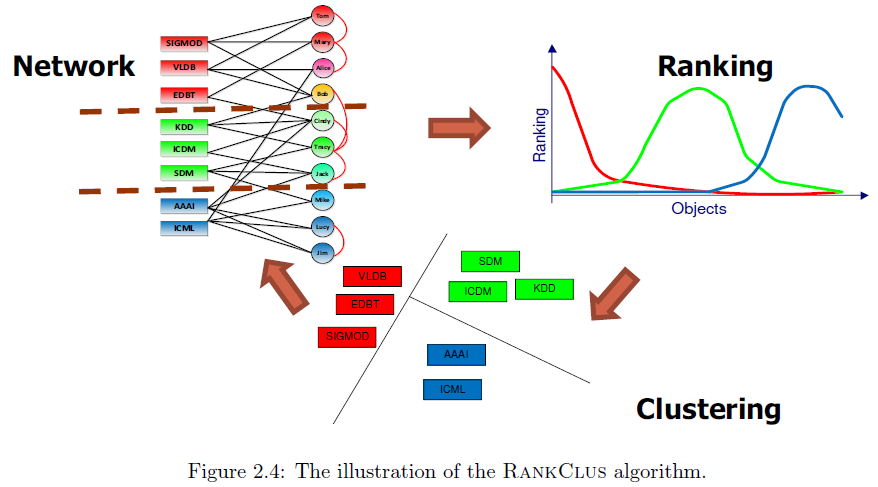 Network
SIGMOD
VLDB
EDBT
KDD
ICDM
SDM
AAAI
ICML
Tom
Mary
Alice
Bob
Cindy
Tracy
Jack
Mike
Lucy
Jim
Ranking
Ranking
Objects
VLDB
EDBT
SIGMOD
SDM
ICDM
KDD
AAAI
ICML
Clustering
Figure 2.4: The illustration of the RANKCLUS algorithm.